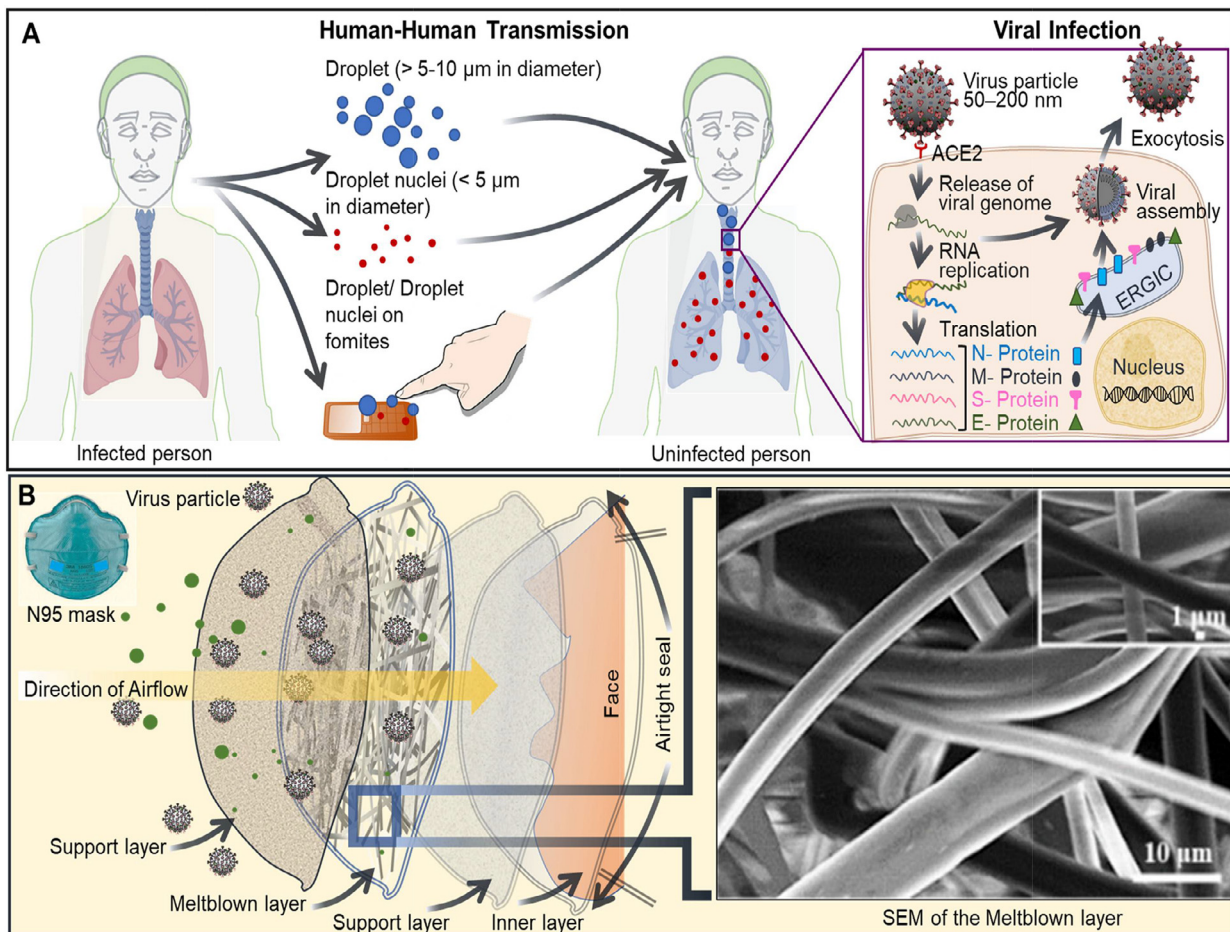 A
Human-Human Transmission
Viral Infection
Droplet (> 5-10 µm in diameter)
Droplet nuclei (< 5 µm
in diameter)
Droplet/ Droplet
nuclei on
fomites
Infected person
Uninfected person
Virus particle
50–200 nm
Exocytosis
ACE2
Release of
viral genome
Viral
assembly
RNA
replication
ERGIC
Translation
N- Protein
M- Protein
S- Protein
E- Protein
Nucleus
B
Virus particle
N95 mask
Direction of Airflow
Face
Airtight seal
Support layer
Meltblown layer
Support layer
Inner layer
1 µm
10 µm
SEM of the Meltblown layer